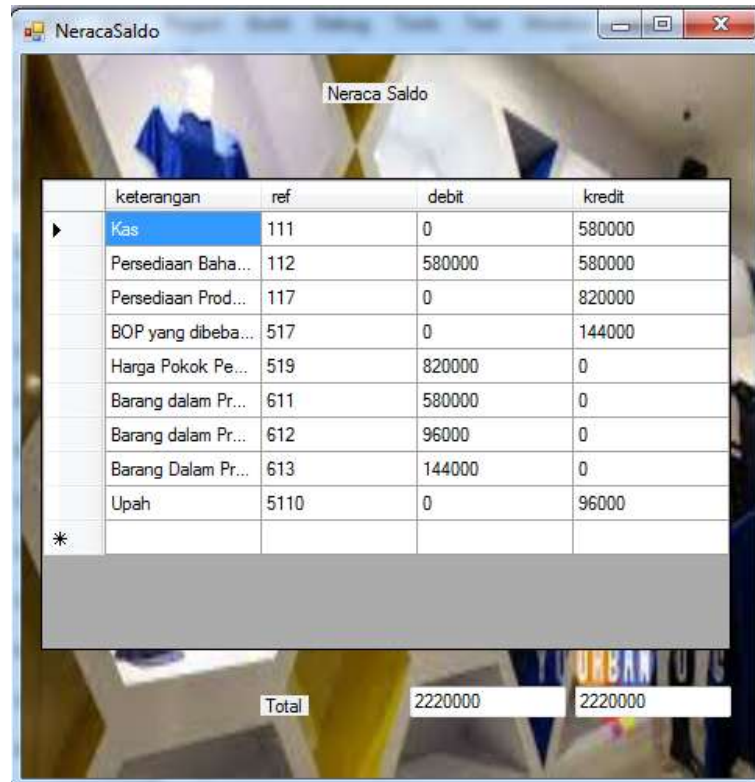 NeracaSaldo
Neraca Saldo
keterangan ref debit kredit
Kas 111 0 580000
Persediaan Baha... 112 580000 580000
Persediaan Prod... 117 0 820000
BOP yang dibeba... 517 0 144000
Harga Pokok Pe... 519 820000 0
Barang dalam Pr... 611 580000 0
Barang dalam Pr... 612 96000 0
Barang Dalam Pr... 613 144000 0
Upah 5110 0 96000
Total 2220000 2220000